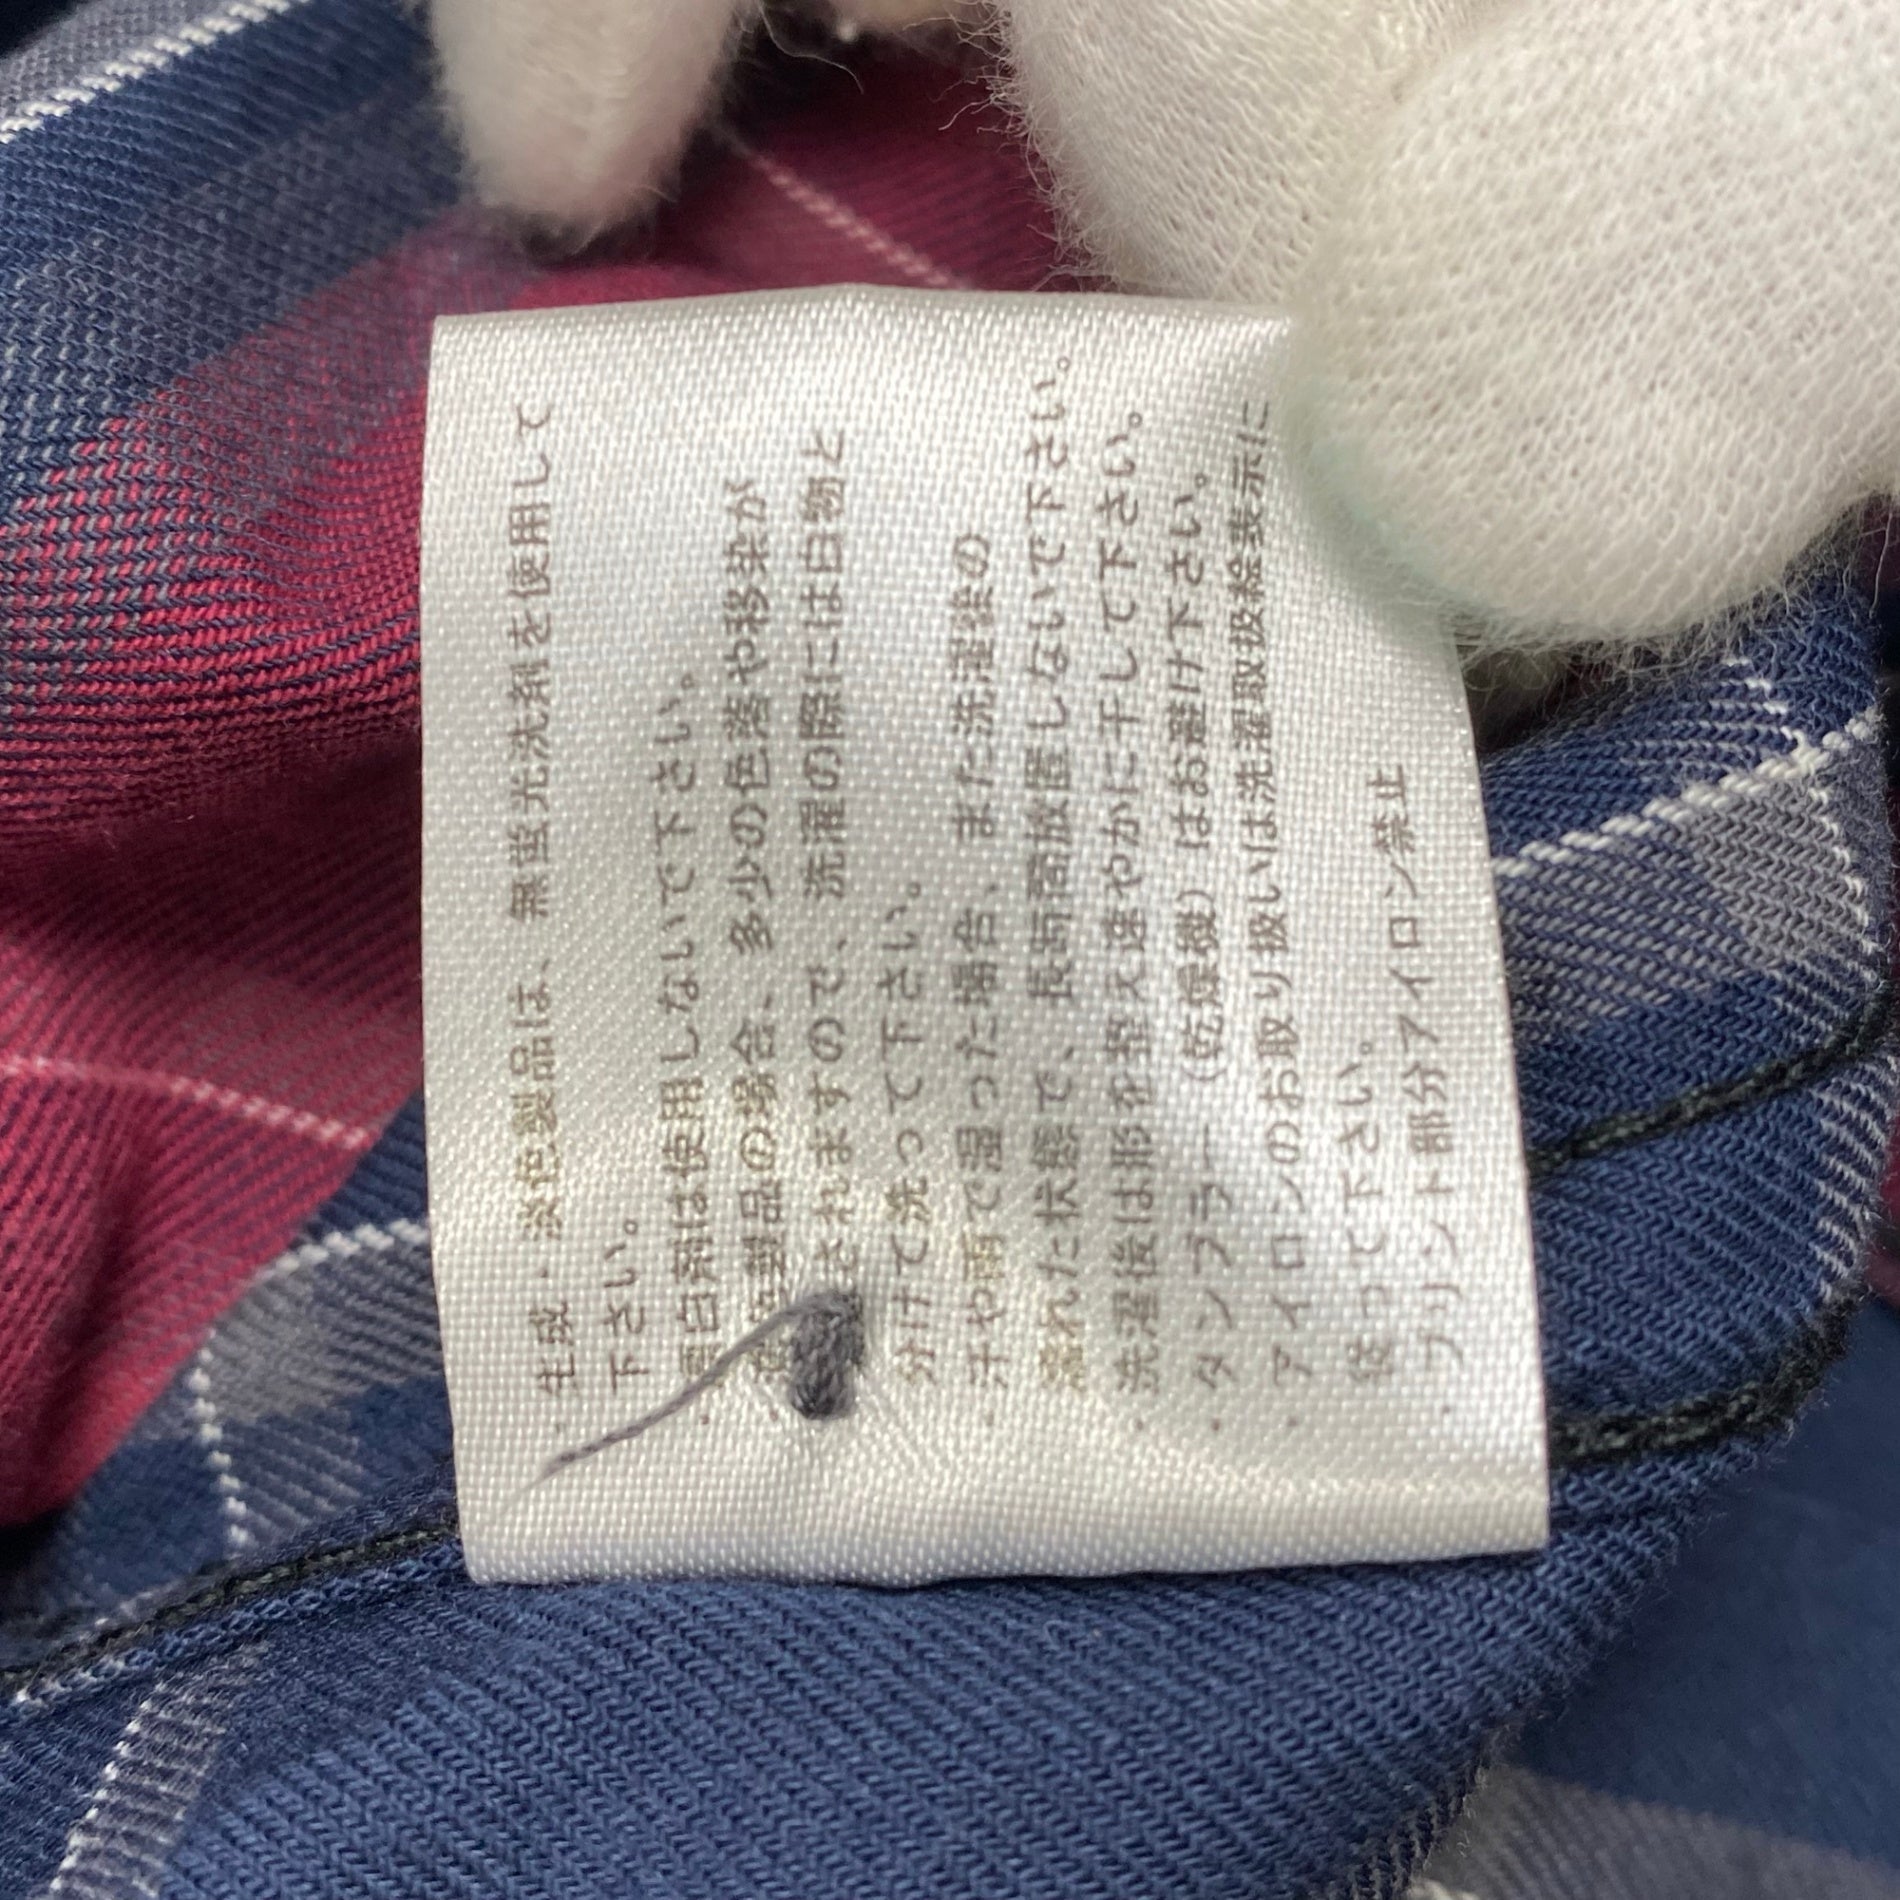 ・生成・淡色製品は、無蛍光洗剤を使用して
下さい。
・ 白剤は使用しないで下さい。
・ 色製品の場合、多少の色落や移染が
されますので、洗濯の際には白物と
分けて洗って下さい。
・汗や雨で湿った場合、また洗濯後の
濡れた状態で、長時間放置しないで下さい。
・洗濯後は形を整え速やかに干して下さい。
・タンブラー（乾燥機）はお避け下さい。
・アイロンのお取り扱いは洗濯取扱絵表示に
従って下さい。
・プリント部分アイロン禁止